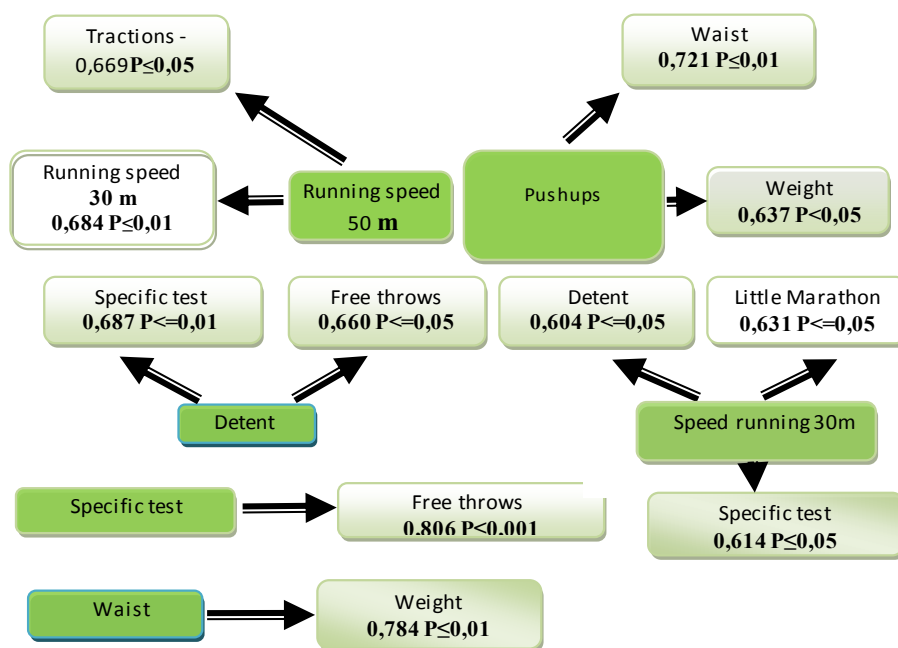 Tractions -
0,669P≤0,05
Waist
0,721 P≤0,01
Running speed
30 m
0,684 P≤0,01
Running speed
50 m
Pushups
Weight
0,637 P<0,05
Specific test
0,687 P<=0,01
Free throws
0,660 P<=0,05
Detent
0,604 P<=0,05
Little Marathon
0,631 P<=0,05
Detent
Speed running 30m
Specific test
Free throws
0,806 P<0,001
Specific test
0,614 P≤0,05
Waist
Weight
0,784 P≤0,01